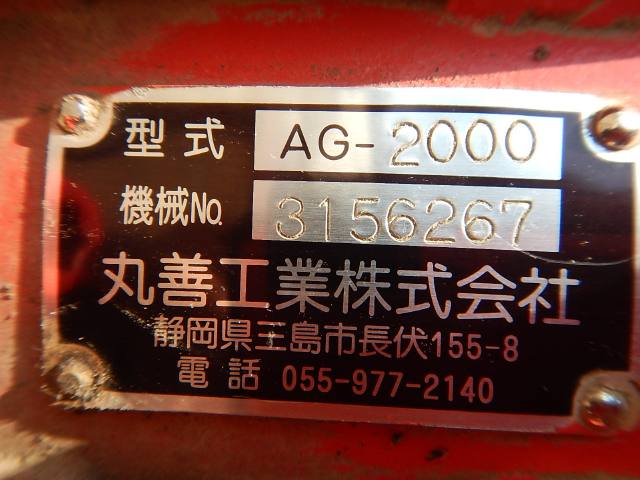 型式 AG-2000
機械No. 3156267
丸善工業株式会社
静岡県三島市長伏155-8
電話 055-977-2140